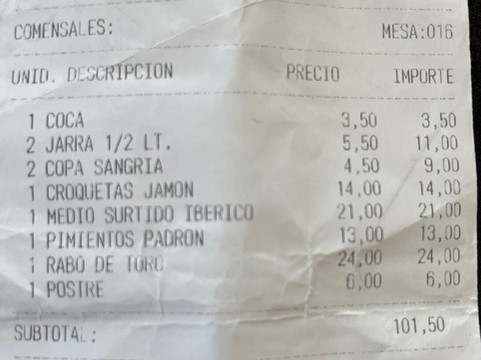 COMENSALES: MESA:016
UNID. DESCRIPCION PRECIO IMPORTE
1 COCA 3,50 3,50
2 JARRA 1/2 LT. 5,50 11,00
2 COPA SANGRIA 4,50 9,00
1 CROQUETAS JAMON 14,00 14,00
1 MEDIO SURTIDO IBERICO 21,00 21,00
1 PIMIENTOS PADRON 13,00 13,00
1 RABO DE TORO 24,00 24,00
1 POSTRE 6,00 6,00
SUBTOTAL: 101,50